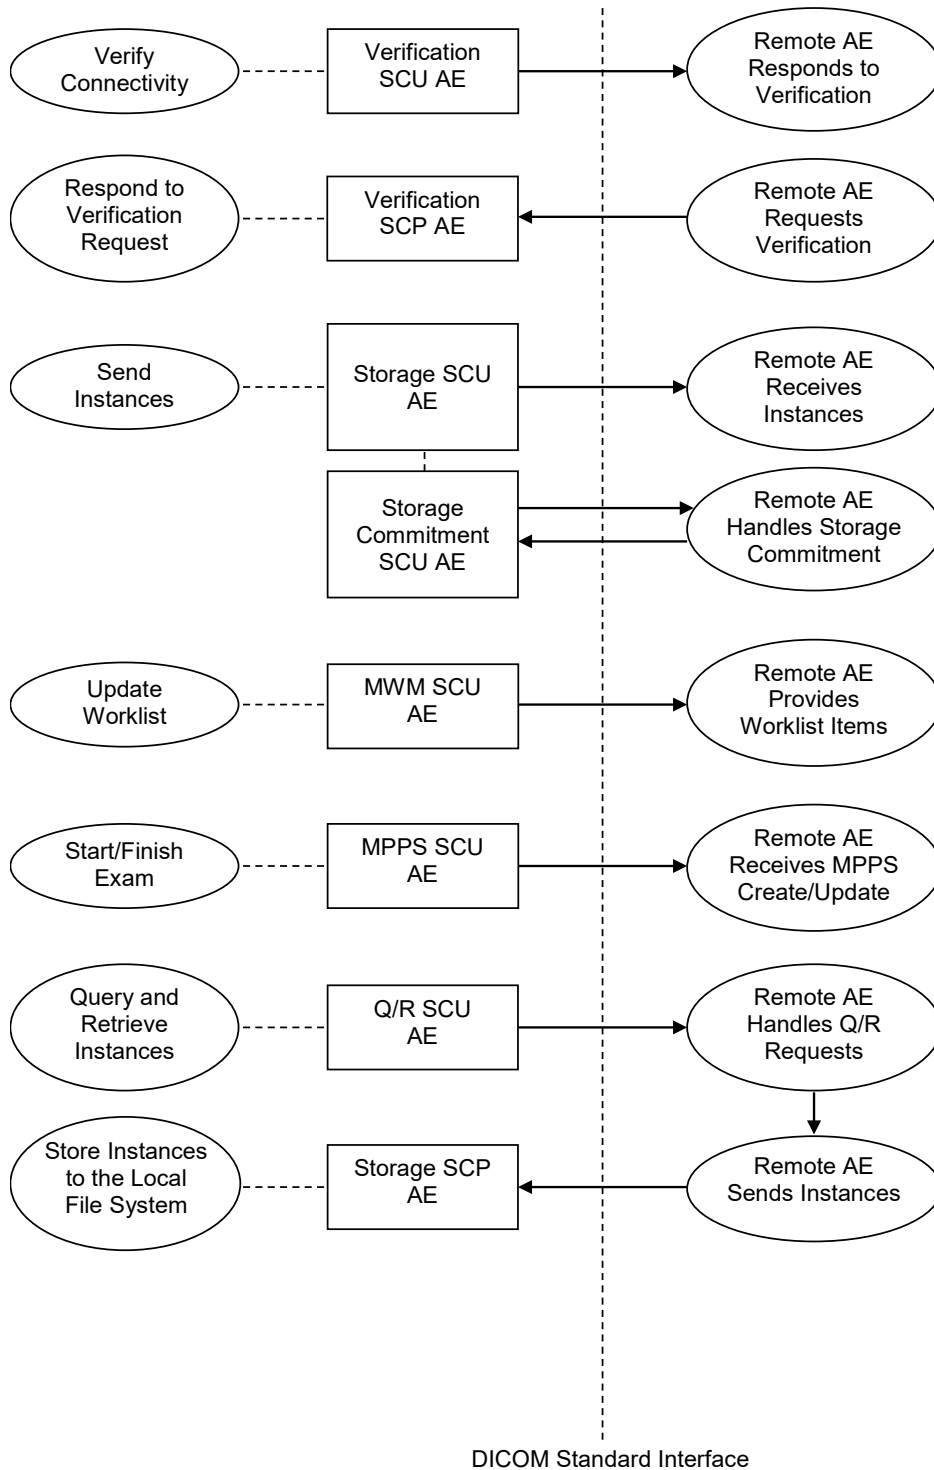 Verify
Connectivity
Verification
SCU AE
Remote AE
Responds to
Verification
Respond to
Verification
Request
Verification
SCP AE
Remote AE
Requests
Verification
Send
Instances
Storage SCU
AE
Remote AE
Receives
Instances
Storage
Commitment
SCU AE
Remote AE
Handles Storage
Commitment
Update
Worklist
MWM SCU
AE
Remote AE
Provides
Worklist Items
Start/Finish
Exam
MPPS SCU
AE
Remote AE
Receives MPPS
Create/Update
Query and
Retrieve
Instances
Q/R SCU
AE
Remote AE
Handles Q/R
Requests
Store Instances
to the Local
File System
Storage SCP
AE
Remote AE
Sends Instances
DICOM Standard Interface